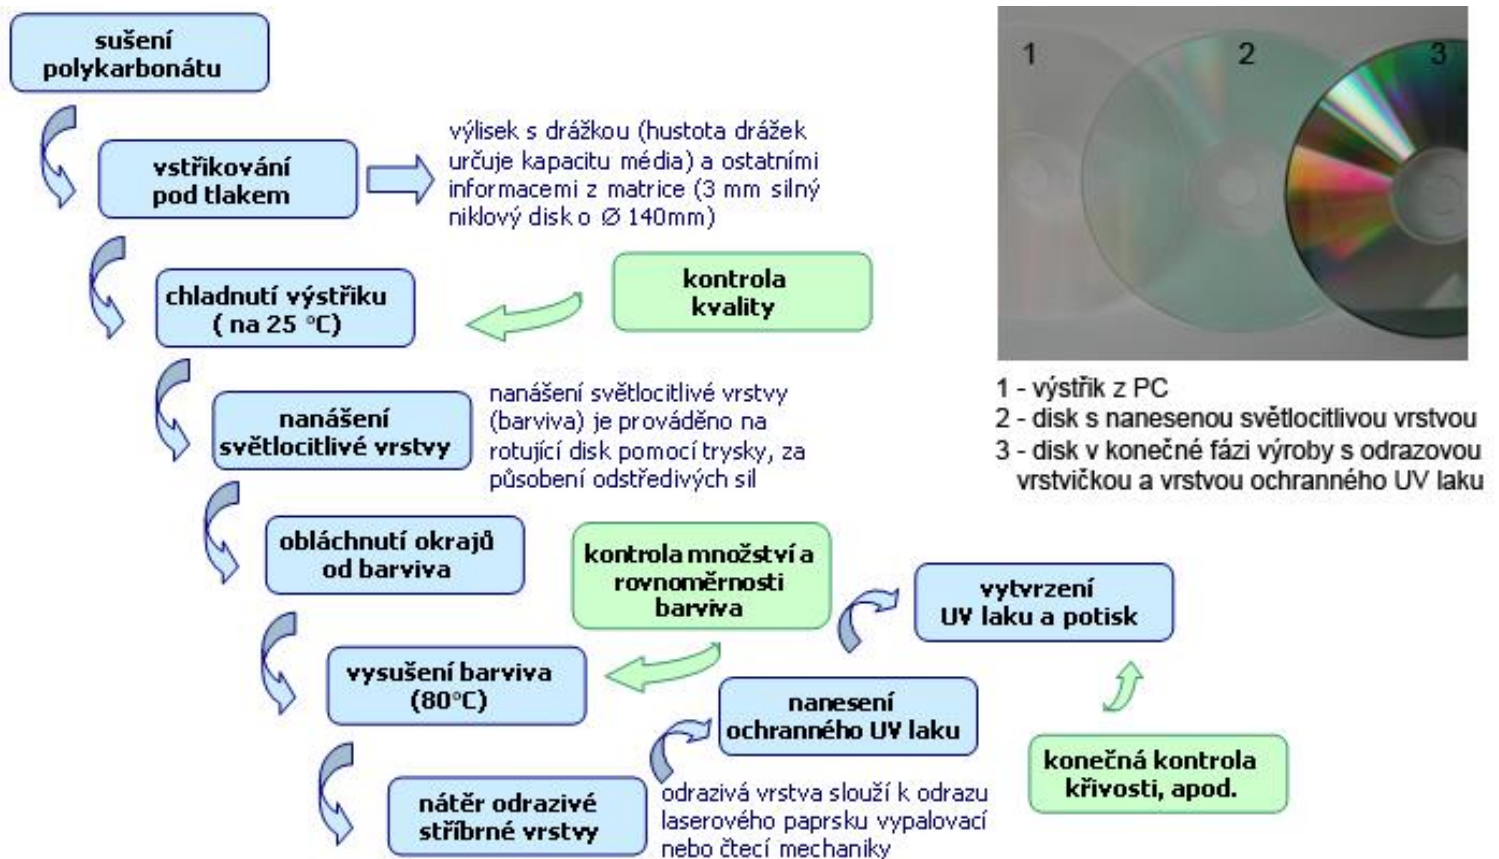 sušení
polykarbonátu
vstřikování
pod tlakem
výlisek s drážkou (hustota drážek
určuje kapacitu média) a ostatními
informacemi z matrice (3 mm silný
niklový disk o Ø 140mm)
chladnutí výstřiku
( na 25 °C)
kontrola
kvality
nanášení
světlocitlivé vrstvy
nanášení světlocitlivé vrstvy
(barviva) je prováděno na
rotující disk pomocí trysky, za
působení odstředivých sil
obláchnutí okrajů
od barviva
kontrola množství a
rovnoměrnosti
barviva
vysušení barviva
(80°C)
nátěr odrazivé
stříbrné vrstvy
odrazivá vrstva slouží k odrazu
laserového paprsku vypalovací
nebo čtecí mechaniky
nanesení
ochranného UV laku
vytvrzení
UV laku a potisk
konečná kontrola
křivosti, apod.
1
2
3
1 - výstřik z PC
2 - disk s nanesenou světlocitlivou vrstvou
3 - disk v konečné fázi výroby s odrazovou
vrstvičkou a vrstvou ochranného UV laku